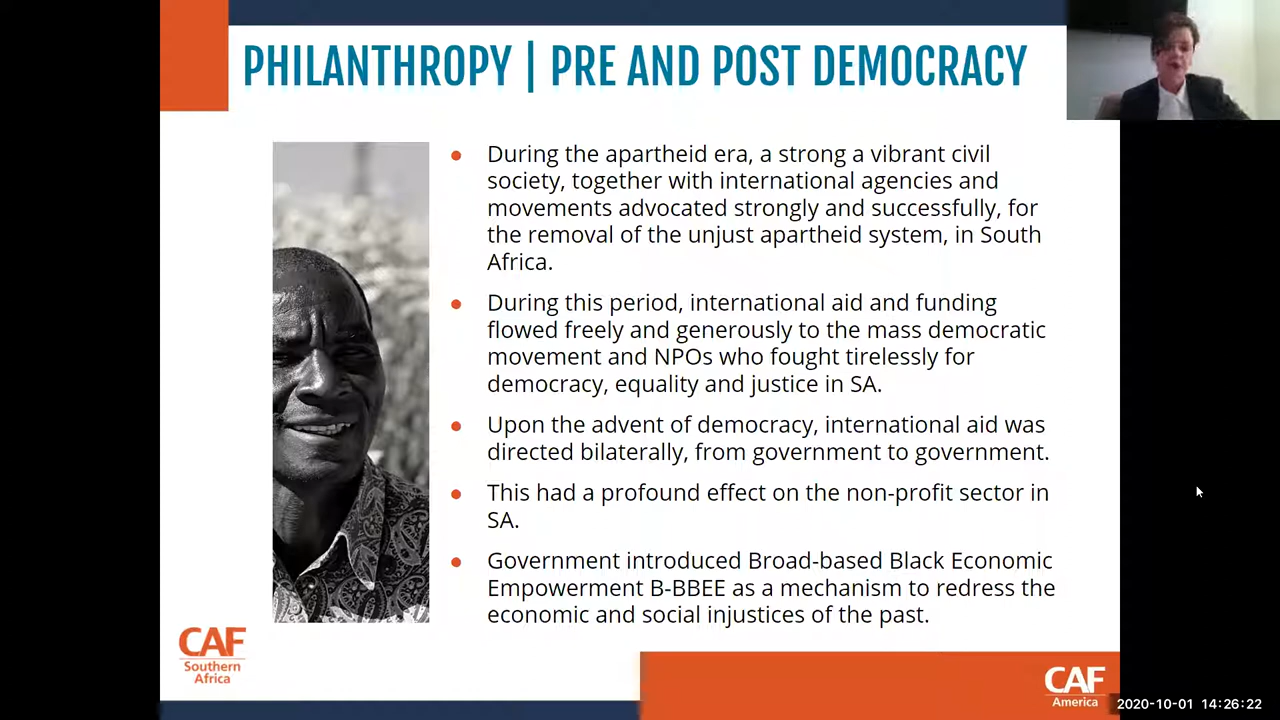 PHILANTHROPY | PRE AND POST DEMOCRACY
• During the apartheid era, a strong a vibrant civil
society, together with international agencies and
movements advocated strongly and successfully, for
the removal of the unjust apartheid system, in South
Africa.
• During this period, international aid and funding
flowed freely and generously to the mass democratic
movement and NPOs who fought tirelessly for
democracy, equality and justice in SA.
• Upon the advent of democracy, international aid was
directed bilaterally, from government to government.
• This had a profound effect on the non-profit sector in
SA.
• Government introduced Broad-based Black Economic
Empowerment B-BBEE as a mechanism to redress the
economic and social injustices of the past.
CAF
Southern
Africa
CAF
America
2020-10-01 14:26:22